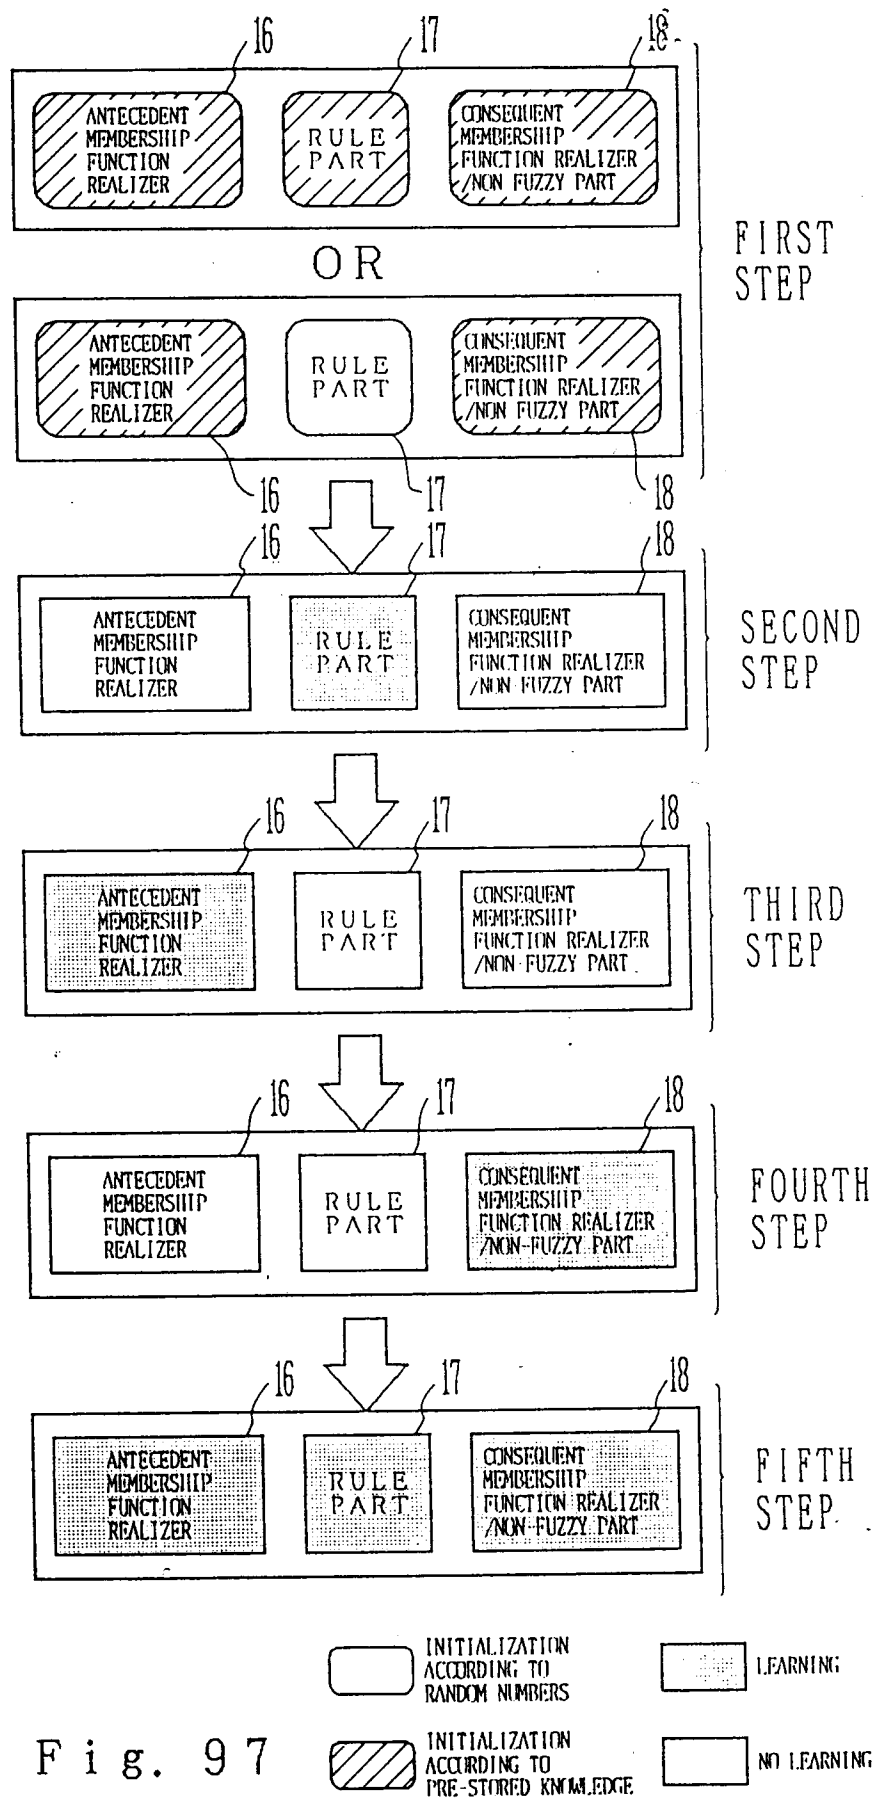 16
17
18
ANTECEDENT
MEMBERSHIP
FUNCTION
REALIZER
RULE
PART
CONSEQUENT
MEMBERSHIP
FUNCTION REALIZER
/NON FUZZY PART
FIRST
STEP
OR
ANTECEDENT
MEMBERSHIP
FUNCTION
REALIZER
RULE
PART
CONSEQUENT
MEMBERSHIP
FUNCTION REALIZER
/NON FUZZY PART
16
17
18
16
17
18
ANTECEDENT
MEMBERSHIP
FUNCTION
REALIZER
RULE
PART
CONSEQUENT
MEMBERSHIP
FUNCTION REALIZER
/NON-FUZZY PART
SECOND
STEP
16
17
18
ANTECEDENT
MEMBERSHIP
FUNCTION
REALIZER
RULE
PART
CONSEQUENT
MEMBERSHIP
FUNCTION REALIZER
/NON-FUZZY PART
THIRD
STEP
16
17
18
ANTECEDENT
MEMBERSHIP
FUNCTION
REALIZER
RULE
PART
CONSEQUENT
MEMBERSHIP
FUNCTION REALIZER
/NON-FUZZY PART
FOURTH
STEP
16
17
18
ANTECEDENT
MEMBERSHIP
FUNCTION
REALIZER
RULE
PART
CONSEQUENT
MEMBERSHIP
FUNCTION REALIZER
/NON-FUZZY PART
FIFTH
STEP
INITIALIZATION
ACCORDING TO
RANDOM NUMBERS
LEARNING
INITIALIZATION
ACCORDING TO
PRE-STORED KNOWLEDGE
NO LEARNING
Fig. 97